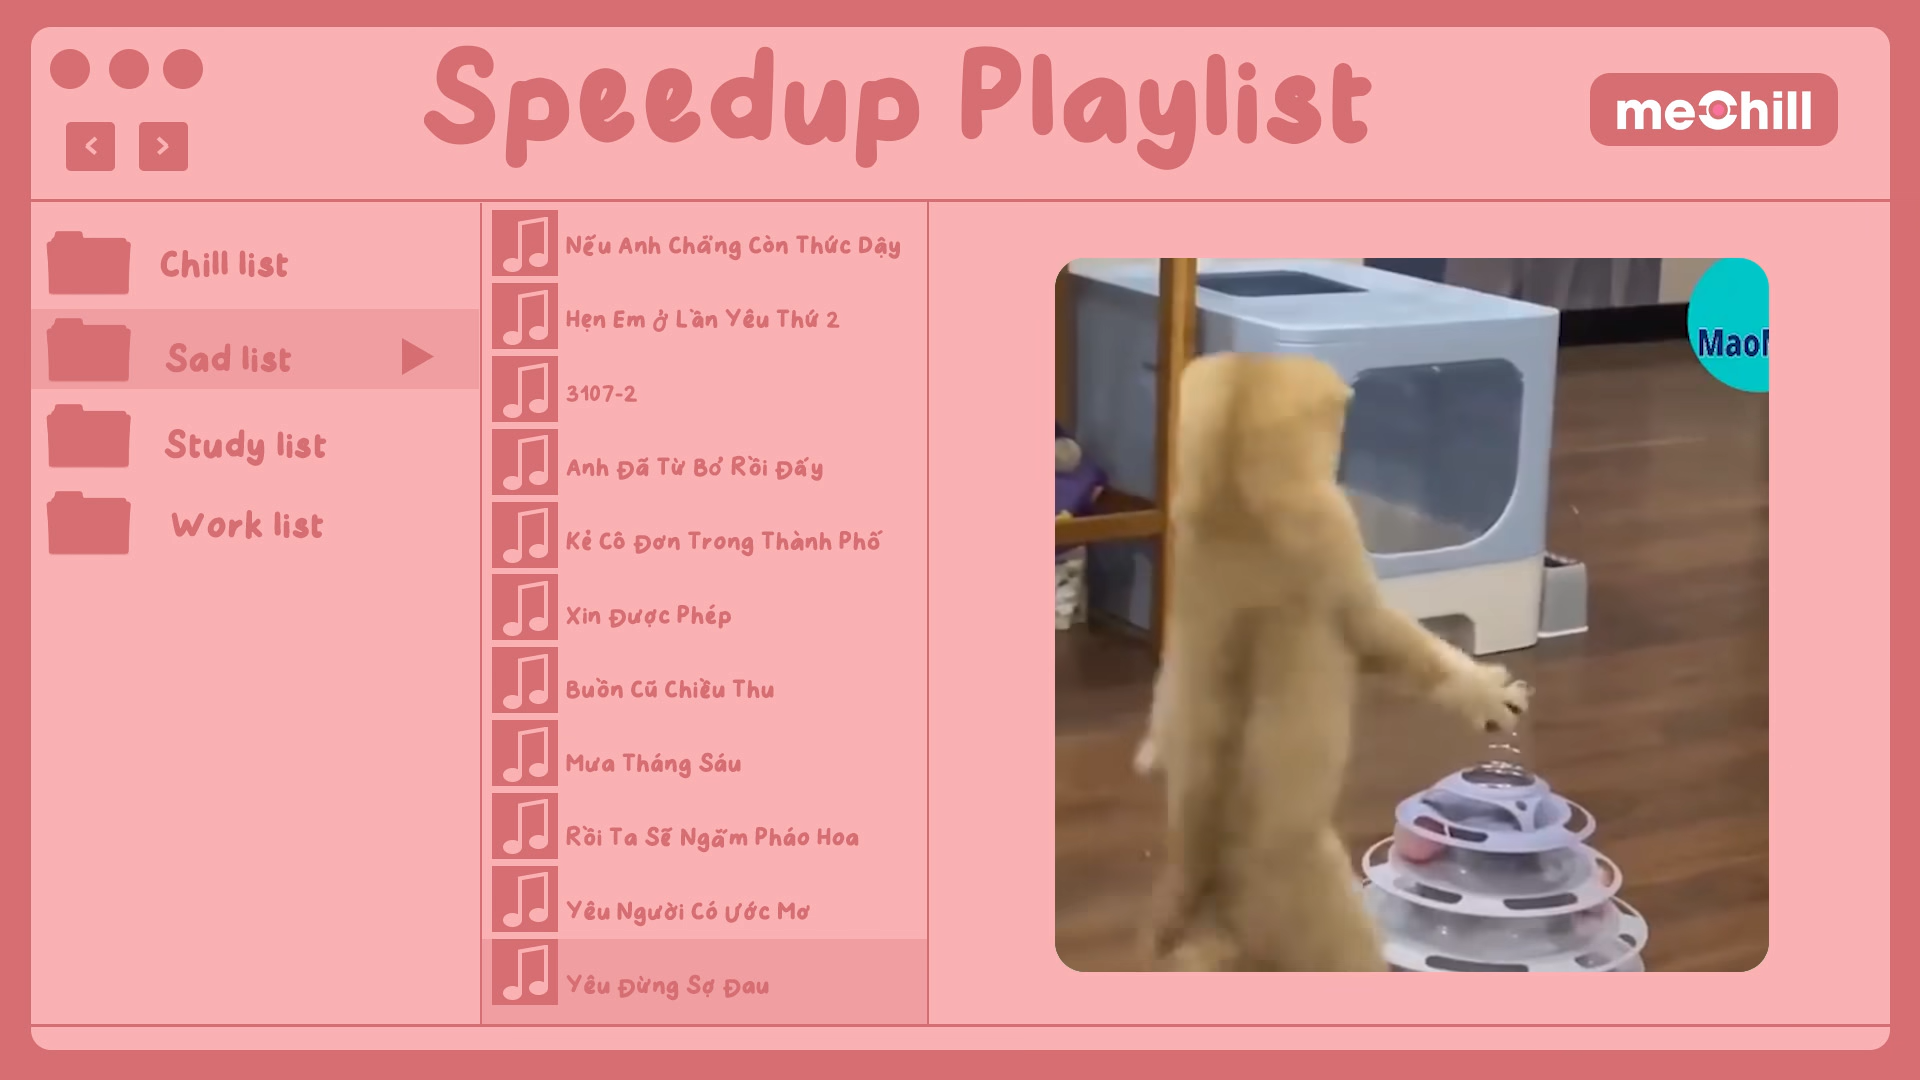 Speedup Playlist
mechill
Chill list
Sad list
Study list
Work list
Nếu Anh Chẳng Còn Thức Dậy
Hẹn Em ở Lần Yêu Thứ 2
3107-2
Anh Đã Từ Bỏ Rồi Đấy
Kẻ Cô Đơn Trong Thành Phố
Xin Được Phép
Buồn Cũ Chiều Thu
Mưa Tháng Sáu
Rồi Ta Sẽ Ngắm Pháo Hoa
Yêu Người Có Ước Mơ
Yêu Đừng Sợ Đau